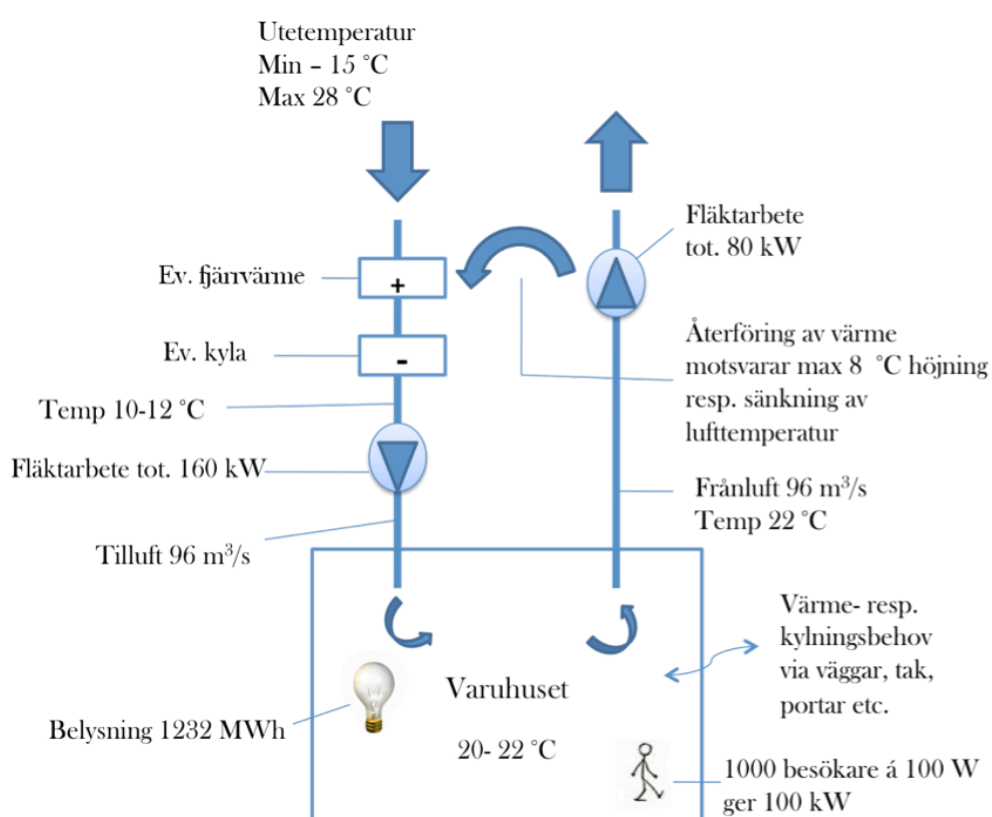 Utetemperatur
Min – 15 °C
Max 28 °C
Fläktarbete
tot. 80 kW
Ev. fjärrvärme
+
Ev. kyla
-
Återföring av värme
motsvarar max 8 °C höjning
resp. sänkning av
lufttemperatur
Temp 10-12 °C
Fläktarbete tot. 160 kW
Frånluft 96 m³/s
Temp 22 °C
Tilluft 96 m³/s
Värme- resp.
kylningsbehov
via väggar, tak,
portar etc.
Varuhuset
Belysning 1232 MWh
20- 22 °C
1000 besökare á 100 W
ger 100 kW